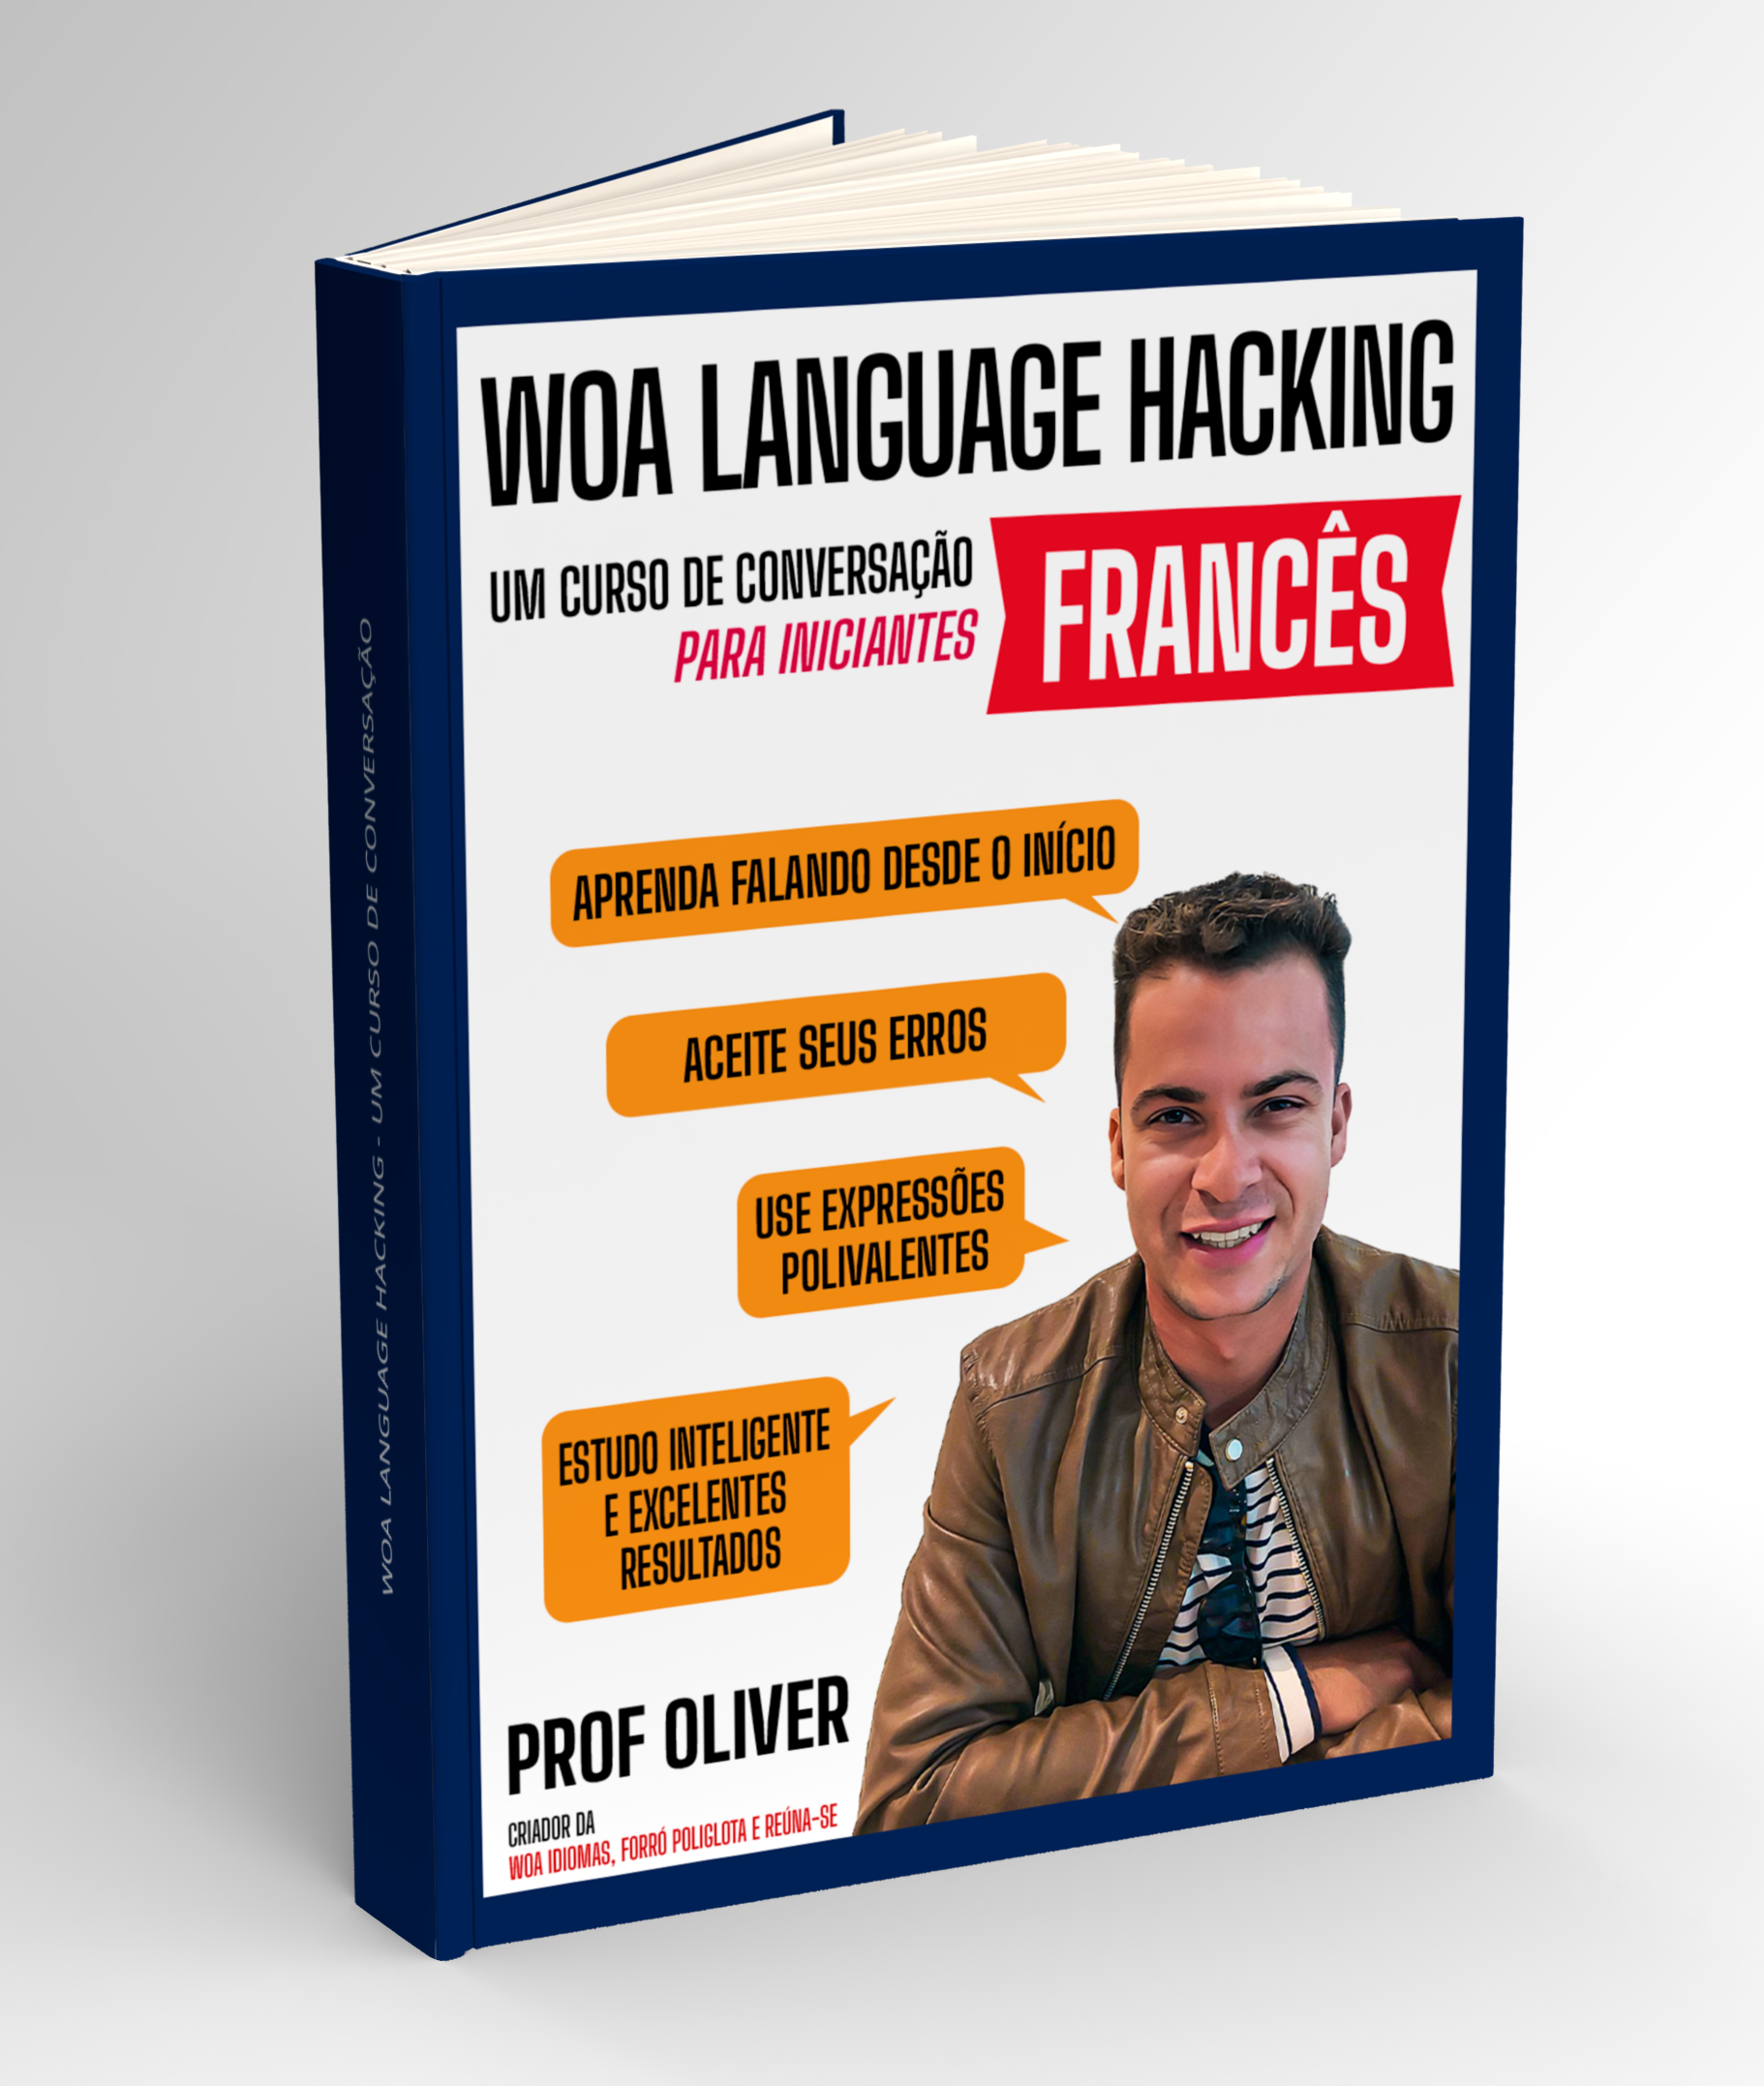 WOA LANGUAGE HACKING
UM CURSO DE CONVERSAÇÃO
PARA INICIANTES
FRANCÊS
APRENDA FALANDO DESDE O INÍCIO
ACEITE SEUS ERROS
USE EXPRESSÕES
POLIVALENTES
ESTUDO INTELIGENTE
E EXCELENTES
RESULTADOS
PROF OLIVER
CRIADOR DA
WOA IDIOMAS, FORRÓ POLIGLOTA E REÚNA-SE
WOA LANGUAGE HACKING - UM CURSO DE CONVERSAÇÃO